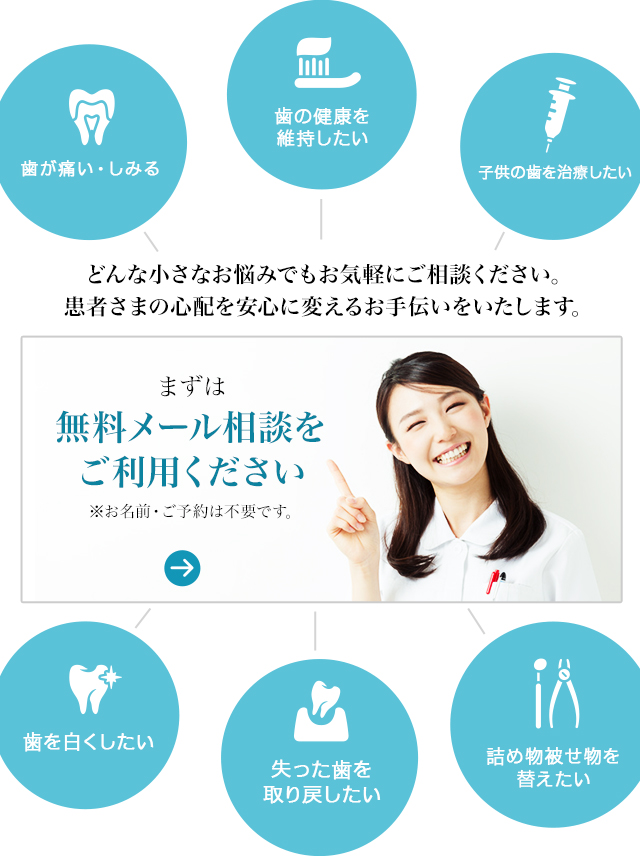 歯が痛い・しみる
歯の健康を
維持したい
子供の歯を治療したい
どんな小さなお悩みでもお気軽にご相談ください。
患者さまの心配を安心に変えるお手伝いをいたします。
まずは
無料メール相談を
ご利用ください
※お名前・ご予約は不要です。
歯を白くしたい
失った歯を
取り戻したい
詰め物被せ物を
替えたい